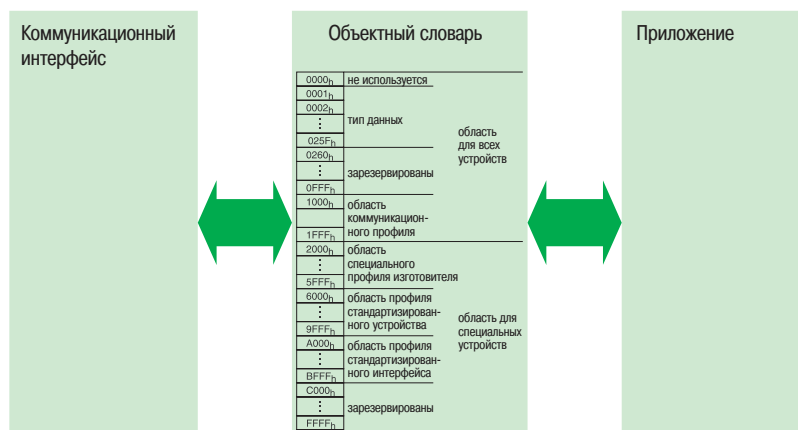 Коммуникационный
интерфейс
Объектный словарь
0000h не используется
0001h
0002h
⋮
тип данных
025Fh
0260h
⋮
зарезервированы
0FFFh
область
для всех
устройств
1000h область
коммуникацион-
1FFFh ного профиля
2000h область
⋮ специального
5FFFh профиля изготовителя
6000h область профиля
⋮ стандартизирован-
9FFFh ного устройства
A000h область профиля
⋮ стандартизирован-
BFFFh ного интерфейса
C000h
⋮
зарезервированы
FFFFh
область для
специальных
устройств
Приложение